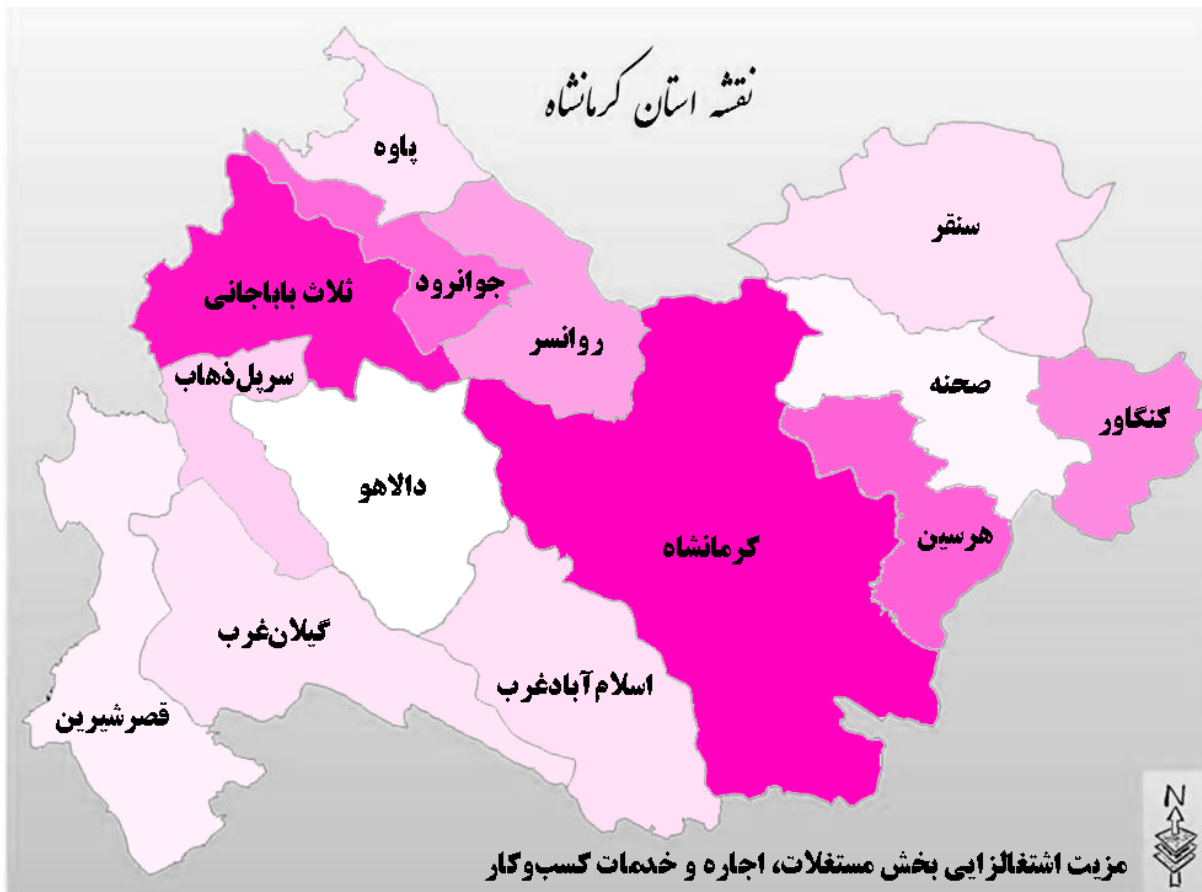 نقشه استان کرمانشاه
پاوه
سنقر
ثلاث باباجانی
جوانرود
روانسر
سرپل‌ذهاب
صحنه
کنگاور
دالاهو
کرمانشاه
هرسین
گیلان‌غرب
اسلام‌آبادغرب
قصرشیرین
N
مزیت اشتغالزایی بخش مستغلات، اجاره و خدمات کسب‌وکار